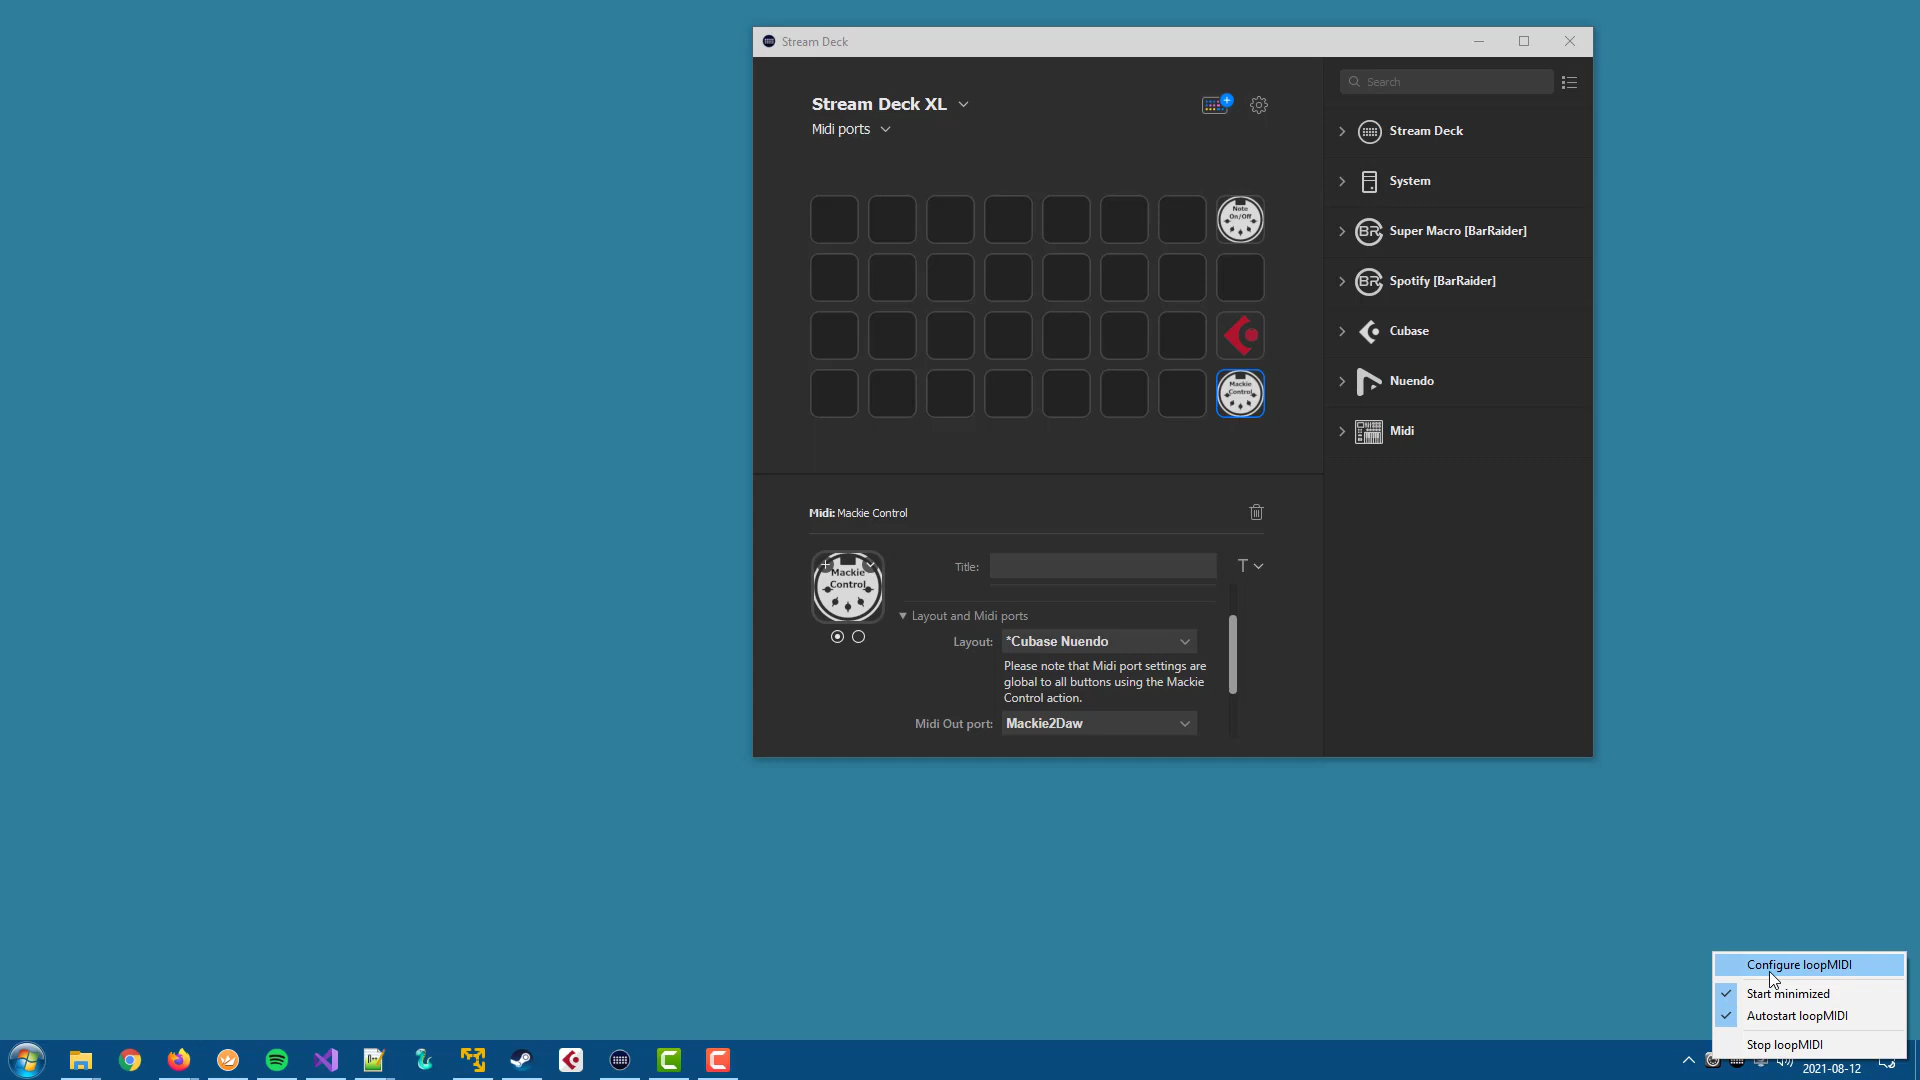 Stream Deck
Stream Deck XL
Midi ports
Search
Stream Deck
System
Super Macro [BarRaider]
Spotify [BarRaider]
Cubase
Nuendo
Midi
Note
On/Off
Mackie
Control
Midi: Mackie Control
Mackie
Control
Title:
T
Layout and Midi ports
Layout: *Cubase Nuendo
Please note that Midi port settings are
global to all buttons using the Mackie
Control action.
Midi Out port: Mackie2Daw
Configure loopMIDI
Start minimized
Autostart loopMIDI
Stop loopMIDI
2021-08-12